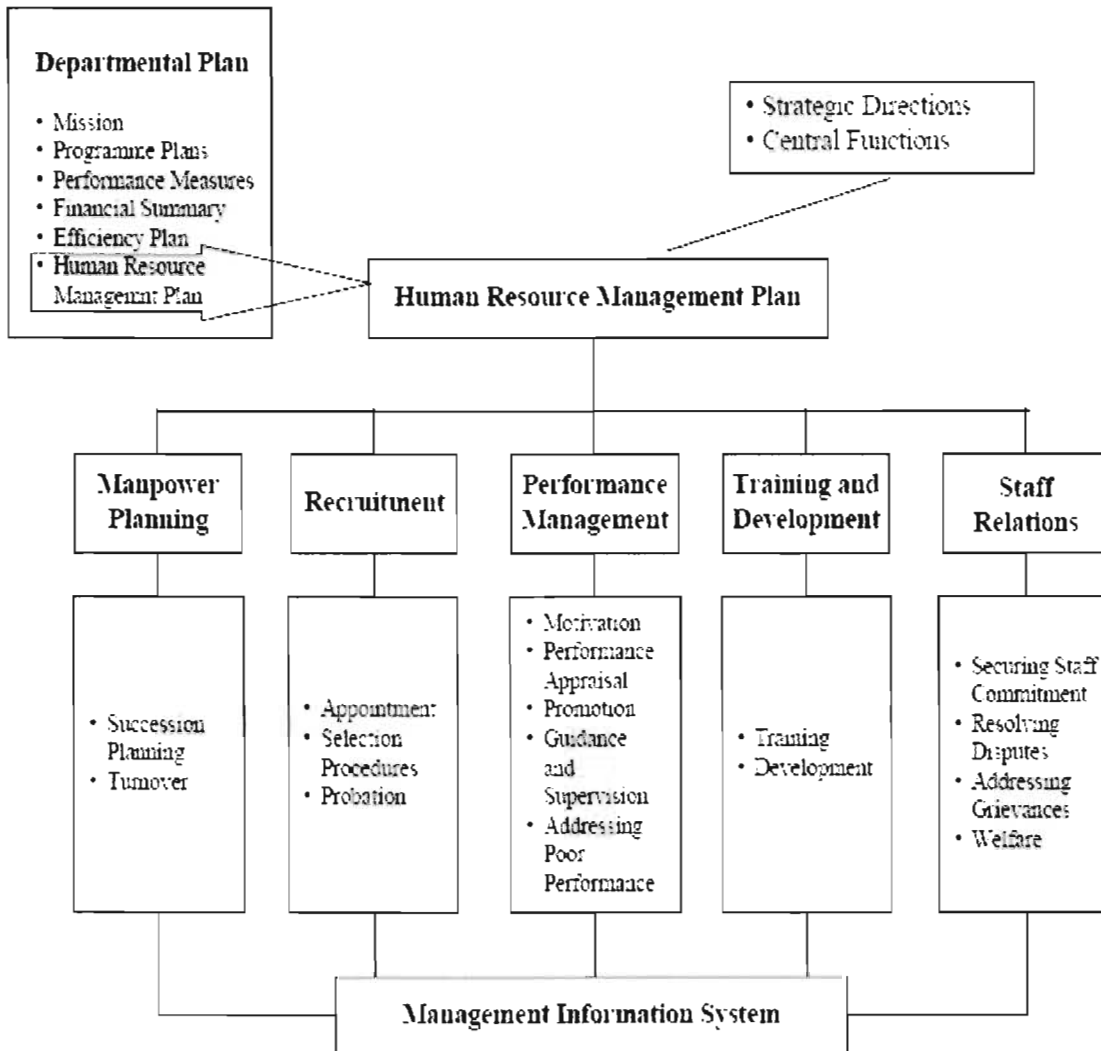 Departmental Plan
• Mission
• Programme Plans
• Performance Measures
• Financial Summary
• Efficiency Plan
• Human Resource
Managemnt Plan
• Strategic Directions
• Central Functions
Human Resource Management Plan
Manpower
Planning
Recruitment
Performance
Management
Training and
Development
Staff
Relations
• Succession
Planning
• Turnover
• Appointment
• Selection
Procedures
• Probation
• Motivation
• Performance
Appraisal
• Promotion
• Guidance
and
Supervision
• Addressing
Poor
Performance
• Training
• Development
• Securing Staff
Commitment
• Resolving
Disputes
• Addressing
Grievances
• Welfare
Management Information System